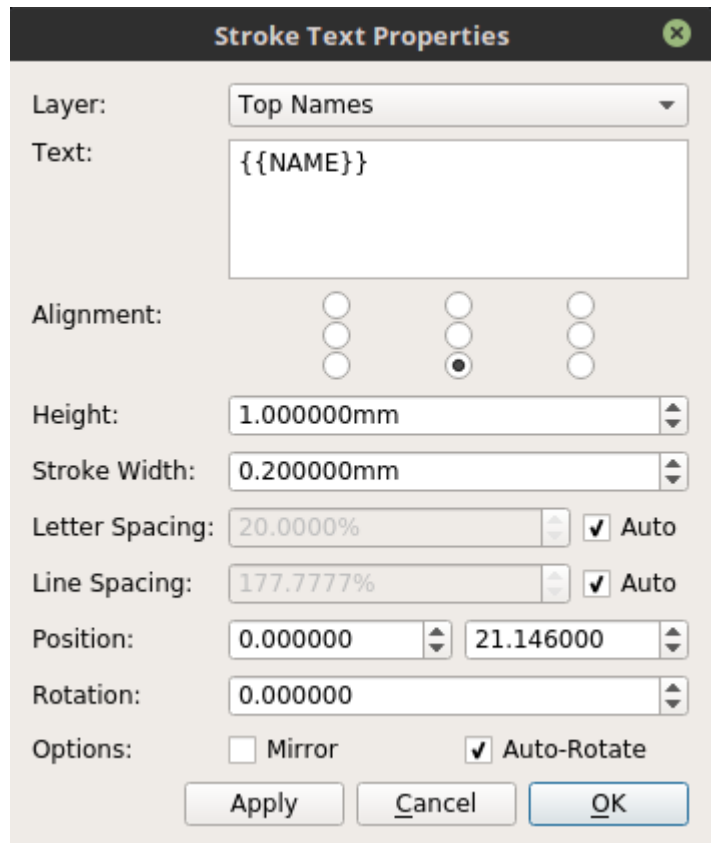 Stroke Text Properties
Layer: Top Names
Text: {{NAME}}
Alignment:
Height: 1.000000mm
Stroke Width: 0.200000mm
Letter Spacing: 20.0000% Auto
Line Spacing: 177.7777% Auto
Position: 0.000000 21.146000
Rotation: 0.000000
Options: Mirror Auto-Rotate
Apply Cancel OK